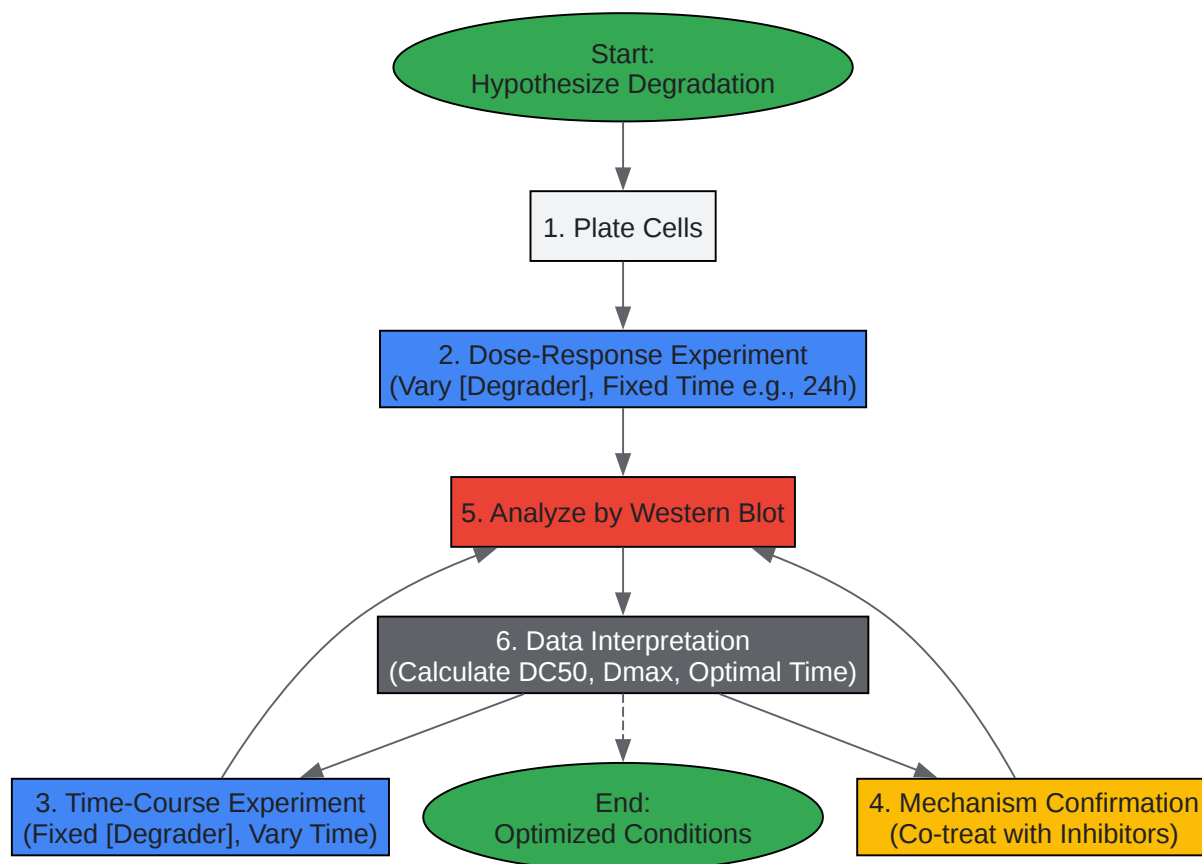 Start:
Hypothesize Degradation
1. Plate Cells
2. Dose-Response Experiment
(Vary [Degrader], Fixed Time e.g., 24h)
5. Analyze by Western Blot
6. Data Interpretation
(Calculate DC50, Dmax, Optimal Time)
3. Time-Course Experiment
(Fixed [Degrader], Vary Time)
End:
Optimized Conditions
4. Mechanism Confirmation
(Co-treat with Inhibitors)